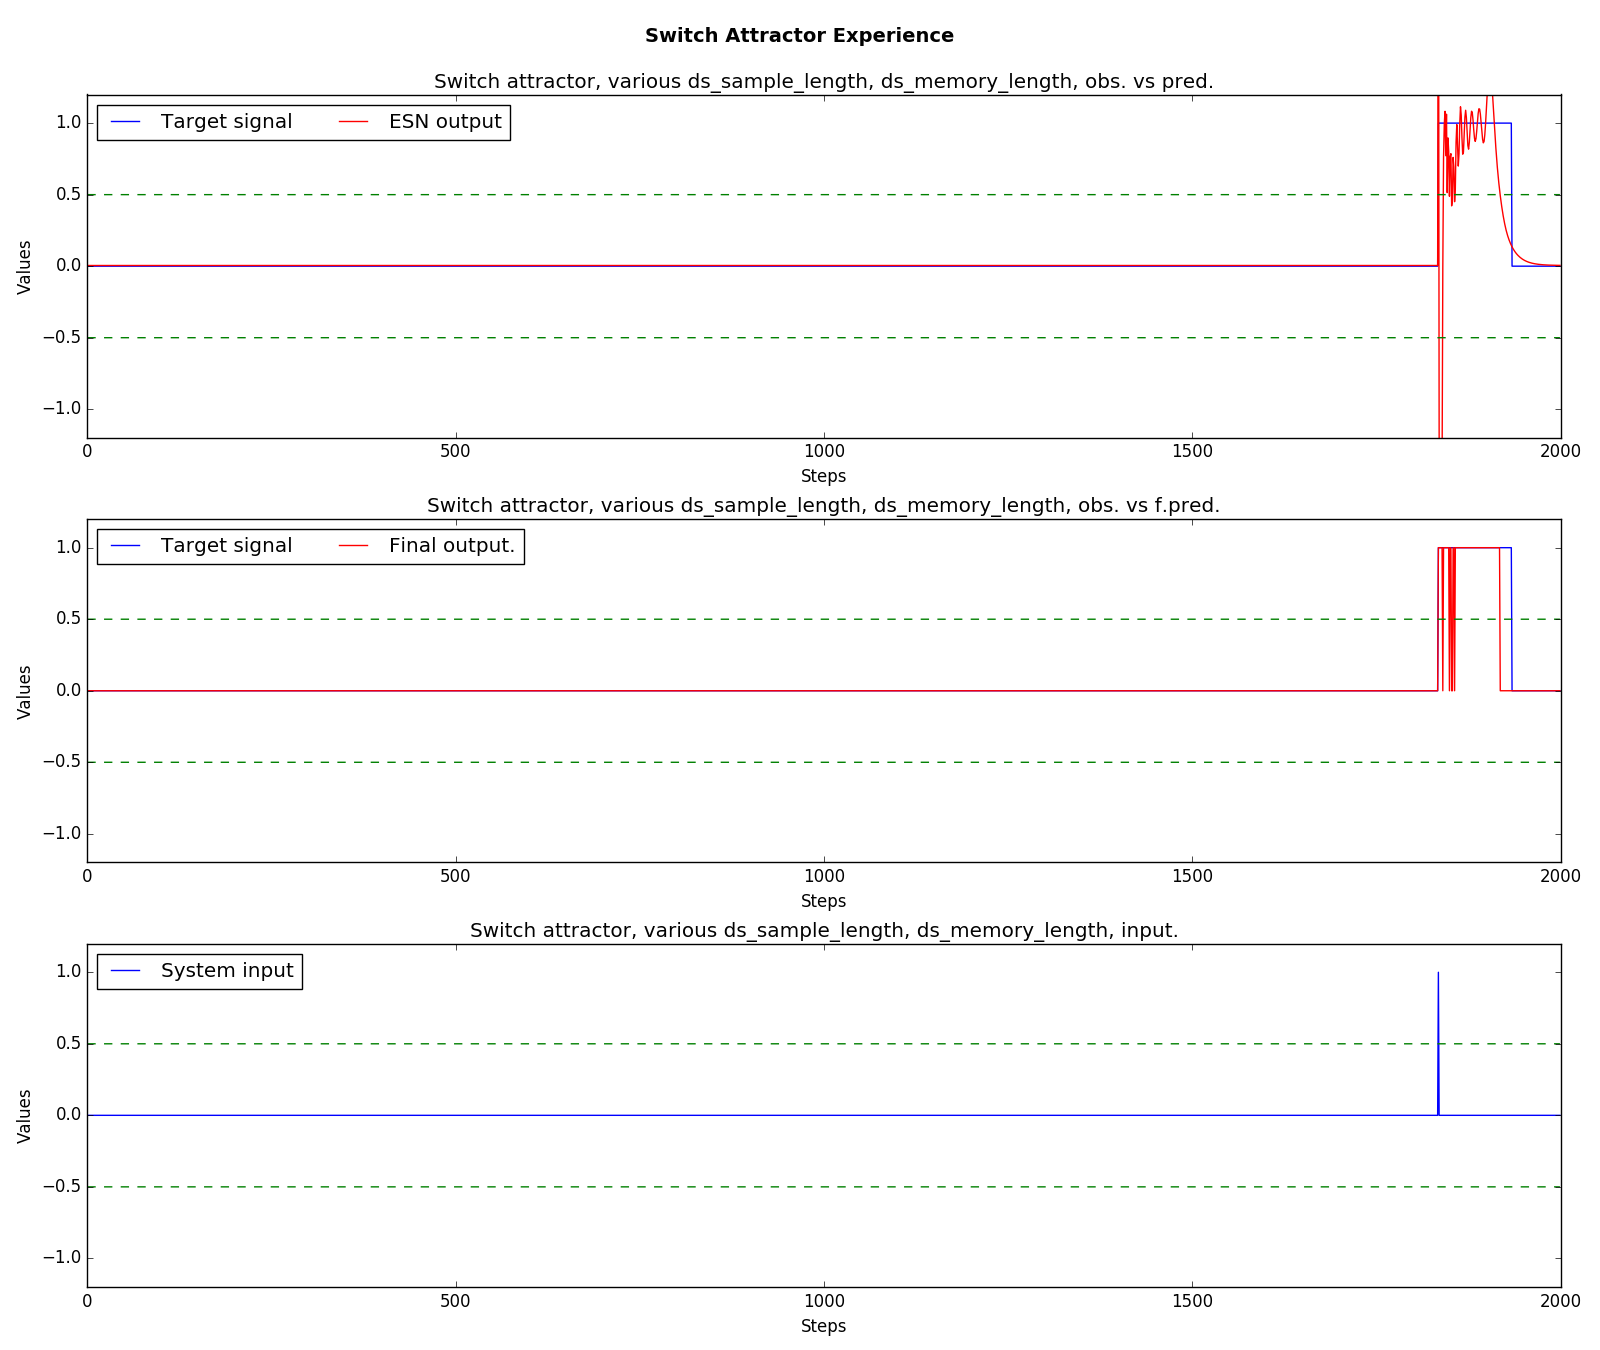 Switch Attractor Experience
Switch attractor, various ds_sample_length, ds_memory_length, obs. vs pred.
Target signal ESN output
1.0
0.5
0.0
−0.5
−1.0
Values
0 500 1000 1500 2000
Steps
Switch attractor, various ds_sample_length, ds_memory_length, obs. vs f.pred.
Target signal Final output.
1.0
0.5
0.0
−0.5
−1.0
Values
0 500 1000 1500 2000
Steps
Switch attractor, various ds_sample_length, ds_memory_length, input.
System input
1.0
0.5
0.0
−0.5
−1.0
Values
0 500 1000 1500 2000
Steps